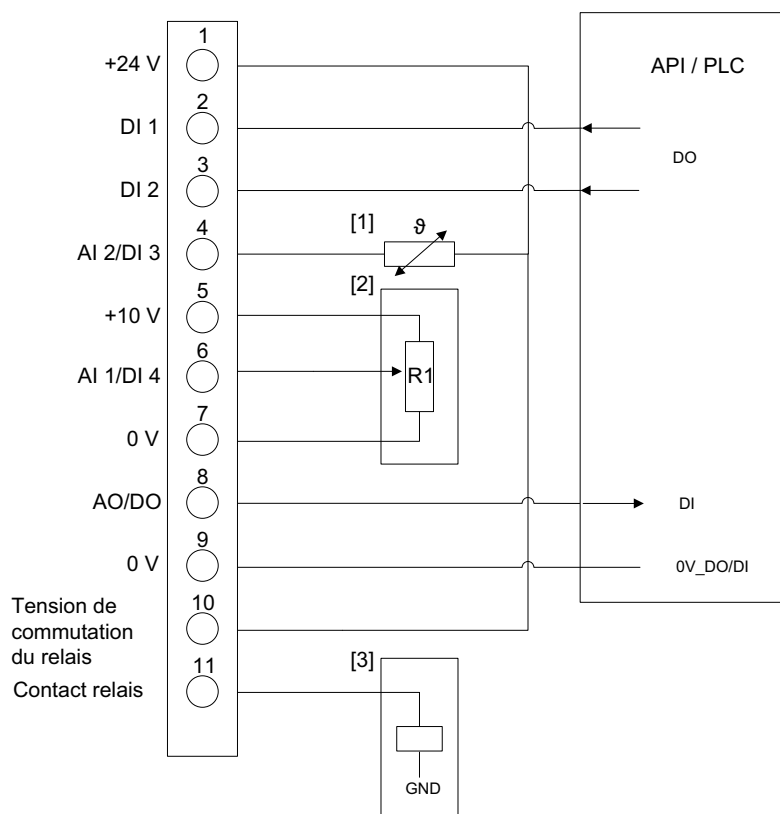 1
+24 V
API / PLC
2
DI 1
DO
3
DI 2
4
[1]
ϑ
AI 2/DI 3
5
[2]
+10 V
6
AI 1/DI 4
R1
7
0 V
8
AO/DO
DI
9
0 V
0V_DO/DI
10
Tension de
commutation
du relais
11
[3]
Contact relais
GND